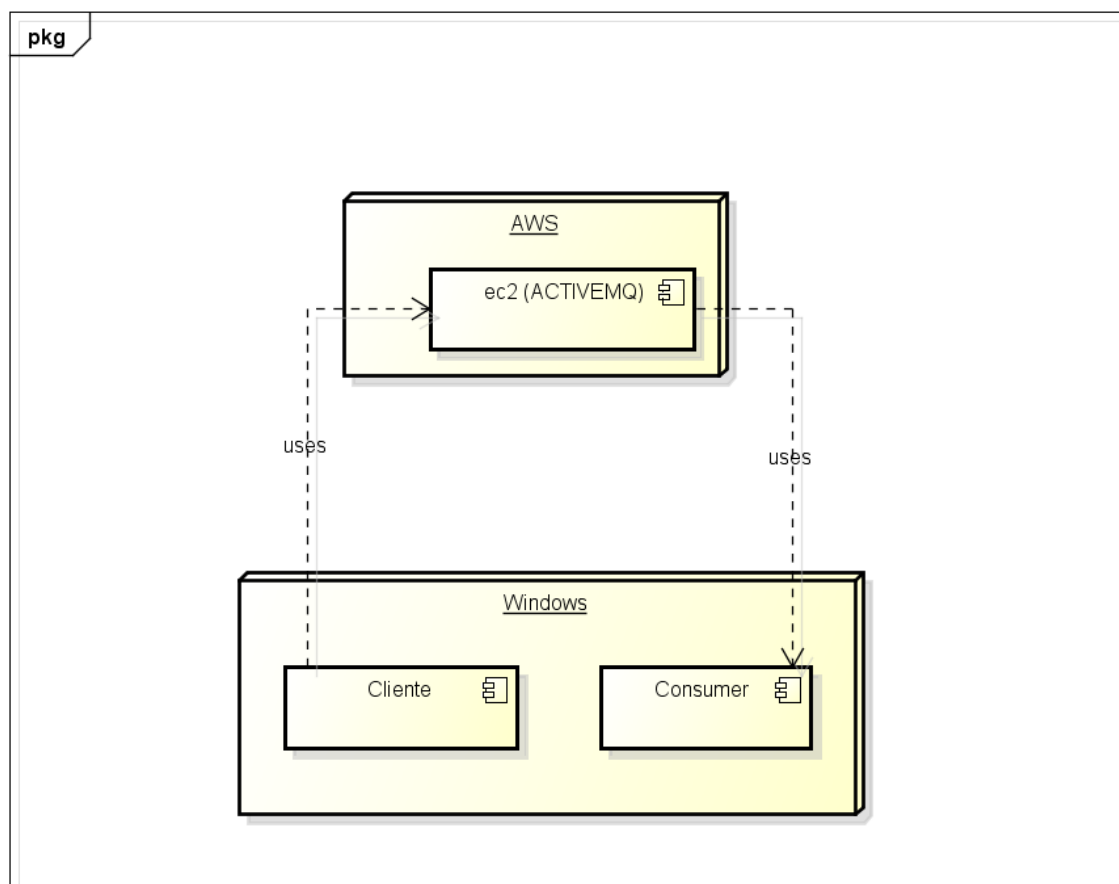 pkg
AWS
ec2 (ACTIVEMQ)
uses
uses
Windows
Cliente
Consumer